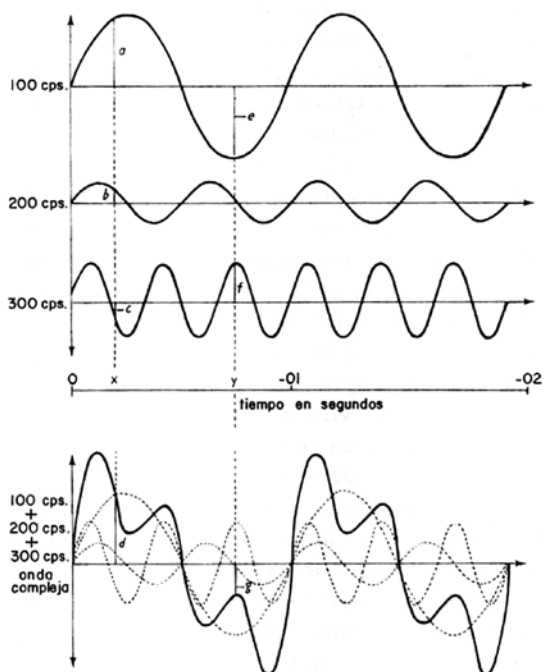 a
100 cps.
e
b
200 cps.
f
300 cps.
c
0 x y -01 -02
tiempo en segundos
100 cps.
+
200 cps.
+
300 cps.
onda
compleja
d
g